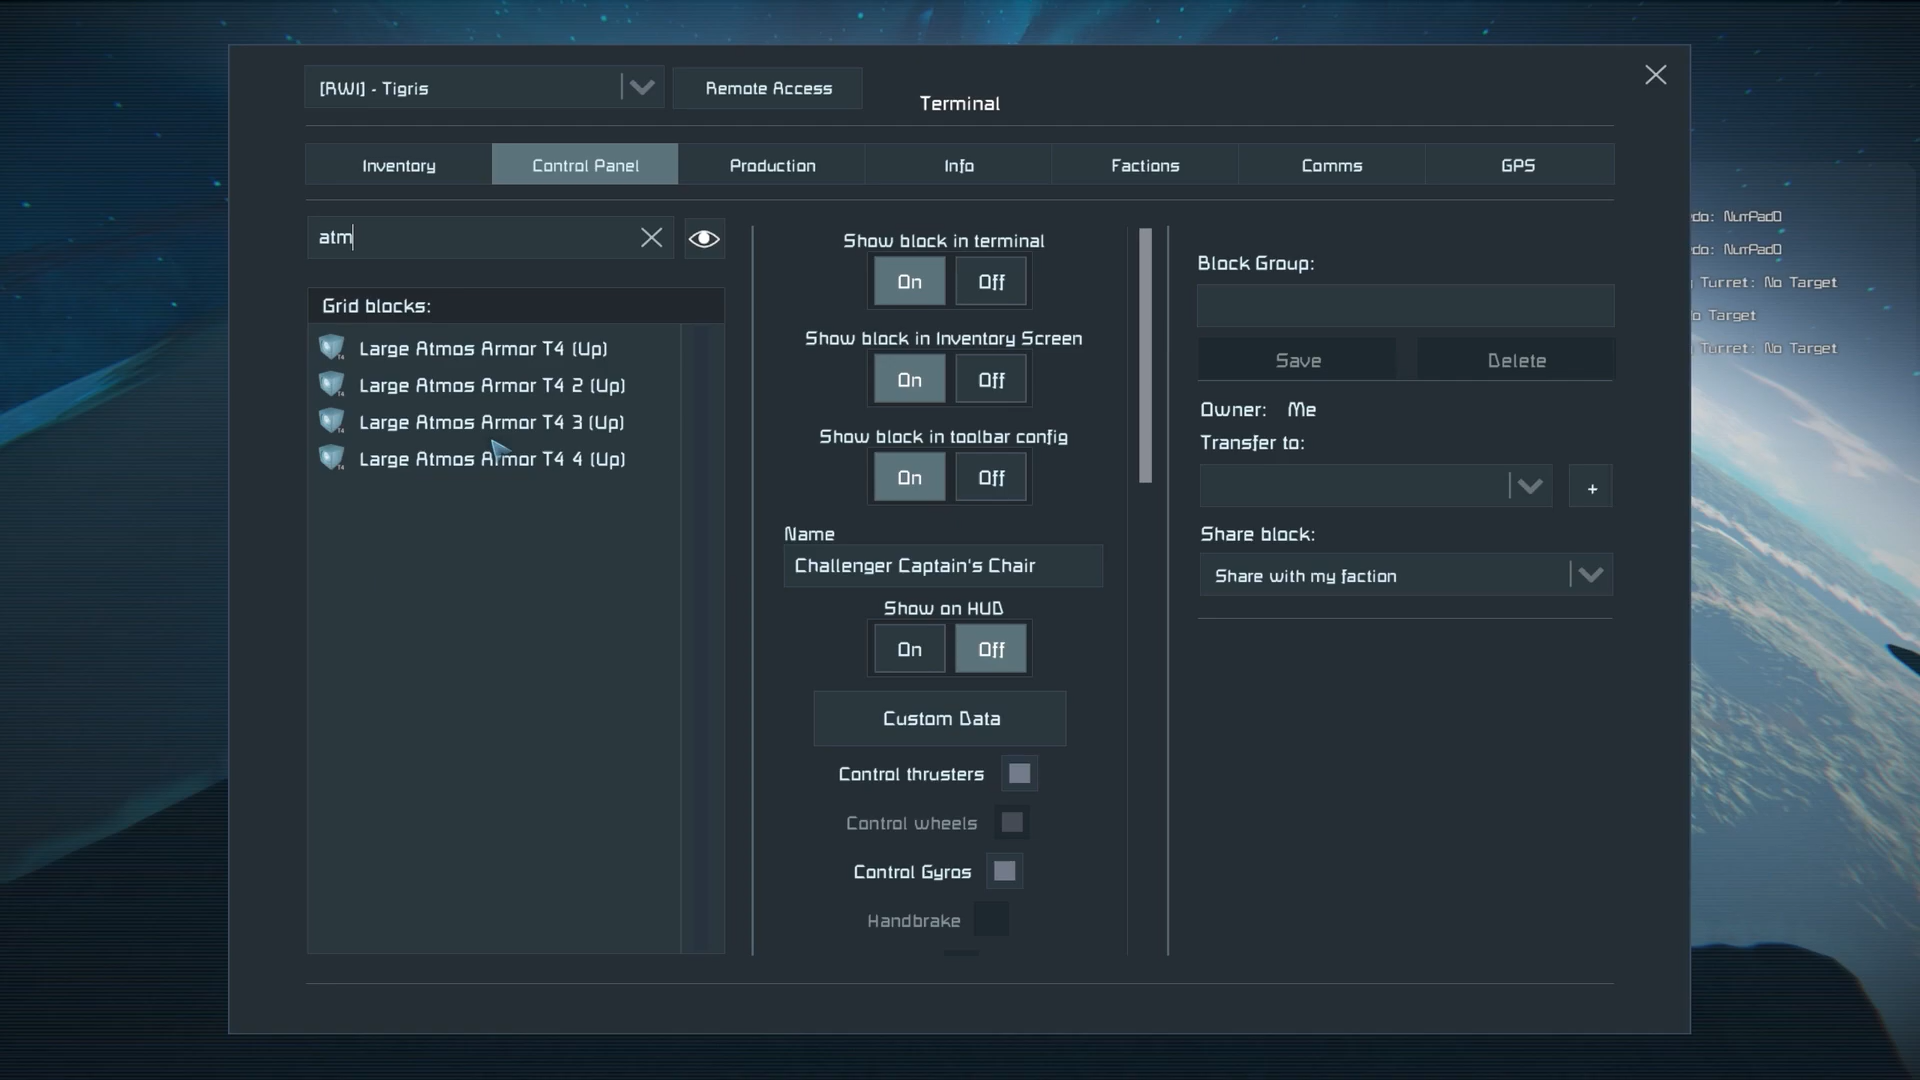 [RWI] - Tigris
Remote Access
Terminal
Inventory
Control Panel
Production
Info
Factions
Comms
GPS
atm
Grid blocks:
Large Atmos Armor T4 (Up)
Large Atmos Armor T4 2 (Up)
Large Atmos Armor T4 3 (Up)
Large Atmos Armor T4 4 (Up)
Show block in terminal
On Off
Show block in Inventory Screen
On Off
Show block in toolbar config
On Off
Name
Challenger Captain's Chair
Show on HUD
On Off
Custom Data
Control thrusters
Control wheels
Control Gyros
Handbrake
Block Group:
Save Delete
Owner: Me
Transfer to:
+
Share block:
Share with my faction
NumPad0
NumPad0
Turret: No Target
Target
Turret: No Target